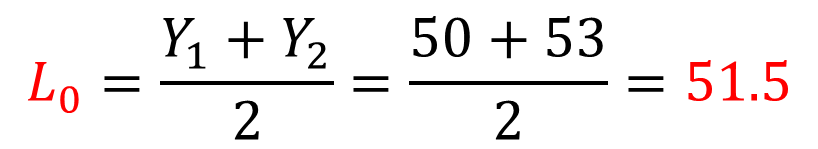 L₀ = (Y₁ + Y₂)/2 = (50 + 53)/2 = 51.5